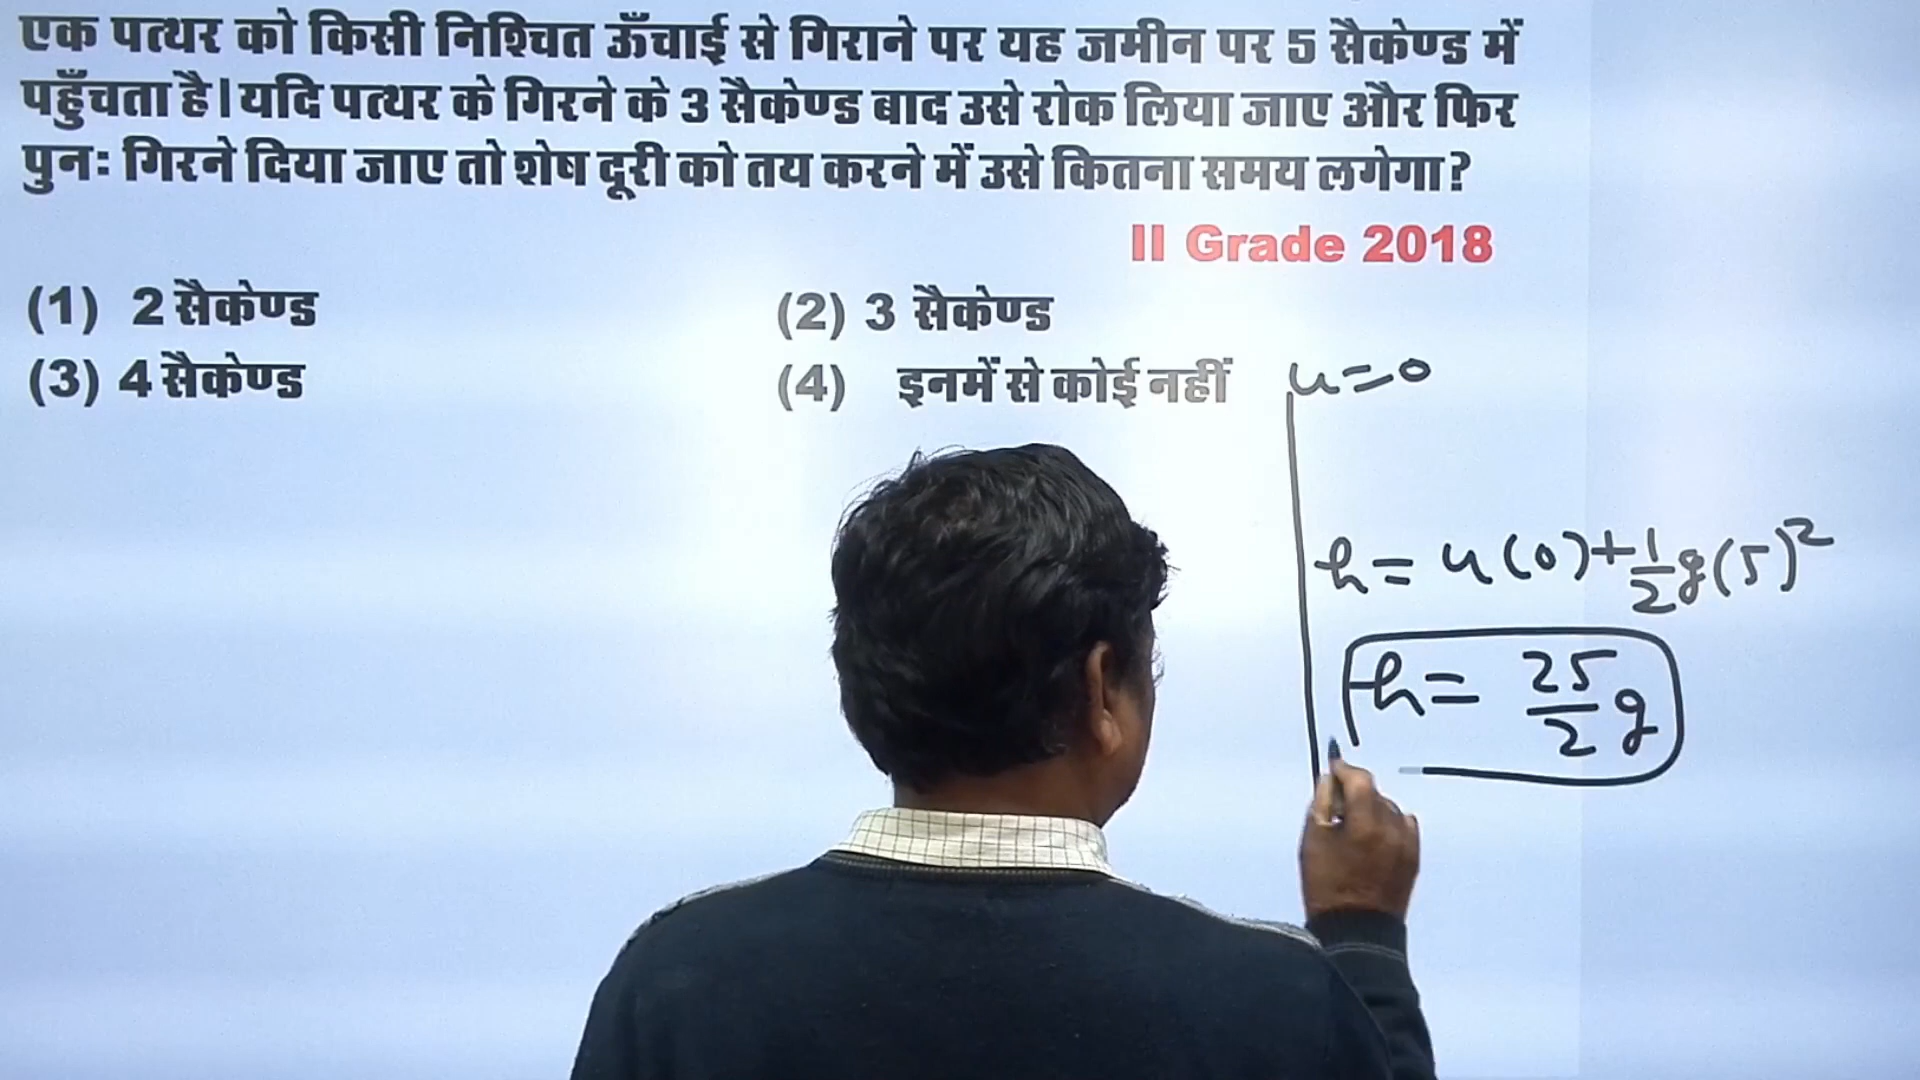 एक पत्थर को किसी निश्चित ऊँचाई से गिराने पर यह जमीन पर 5 सैकेण्ड में
पहुँचता है। यदि पत्थर के गिरने के 3 सैकेण्ड बाद उसे रोक लिया जाए और फिर
पुनः गिरने दिया जाए तो शेष दूरी को तय करने में उसे कितना समय लगेगा?
II Grade 2018
(1) 2 सैकेण्ड
(2) 3 सैकेण्ड
(3) 4 सैकेण्ड
(4) इनमें से कोई नहीं
u=0
h = u(0)+1/2 g(5)²
h = 25/2 g